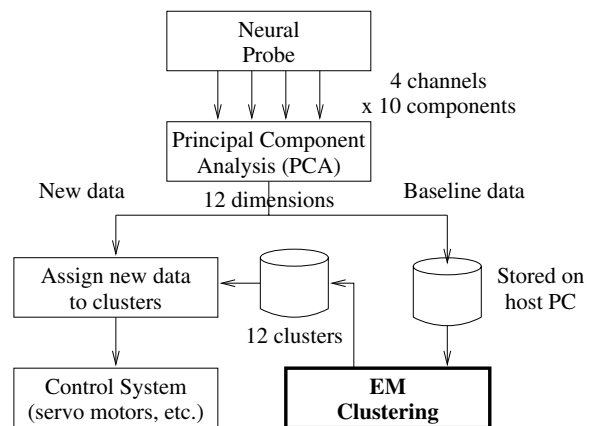 Neural
Probe
4 channels
x 10 components
Principal Component
Analysis (PCA)
New data
12 dimensions
Baseline data
Assign new data
to clusters
Stored on
host PC
12 clusters
Control System
(servo motors, etc.)
EM
Clustering